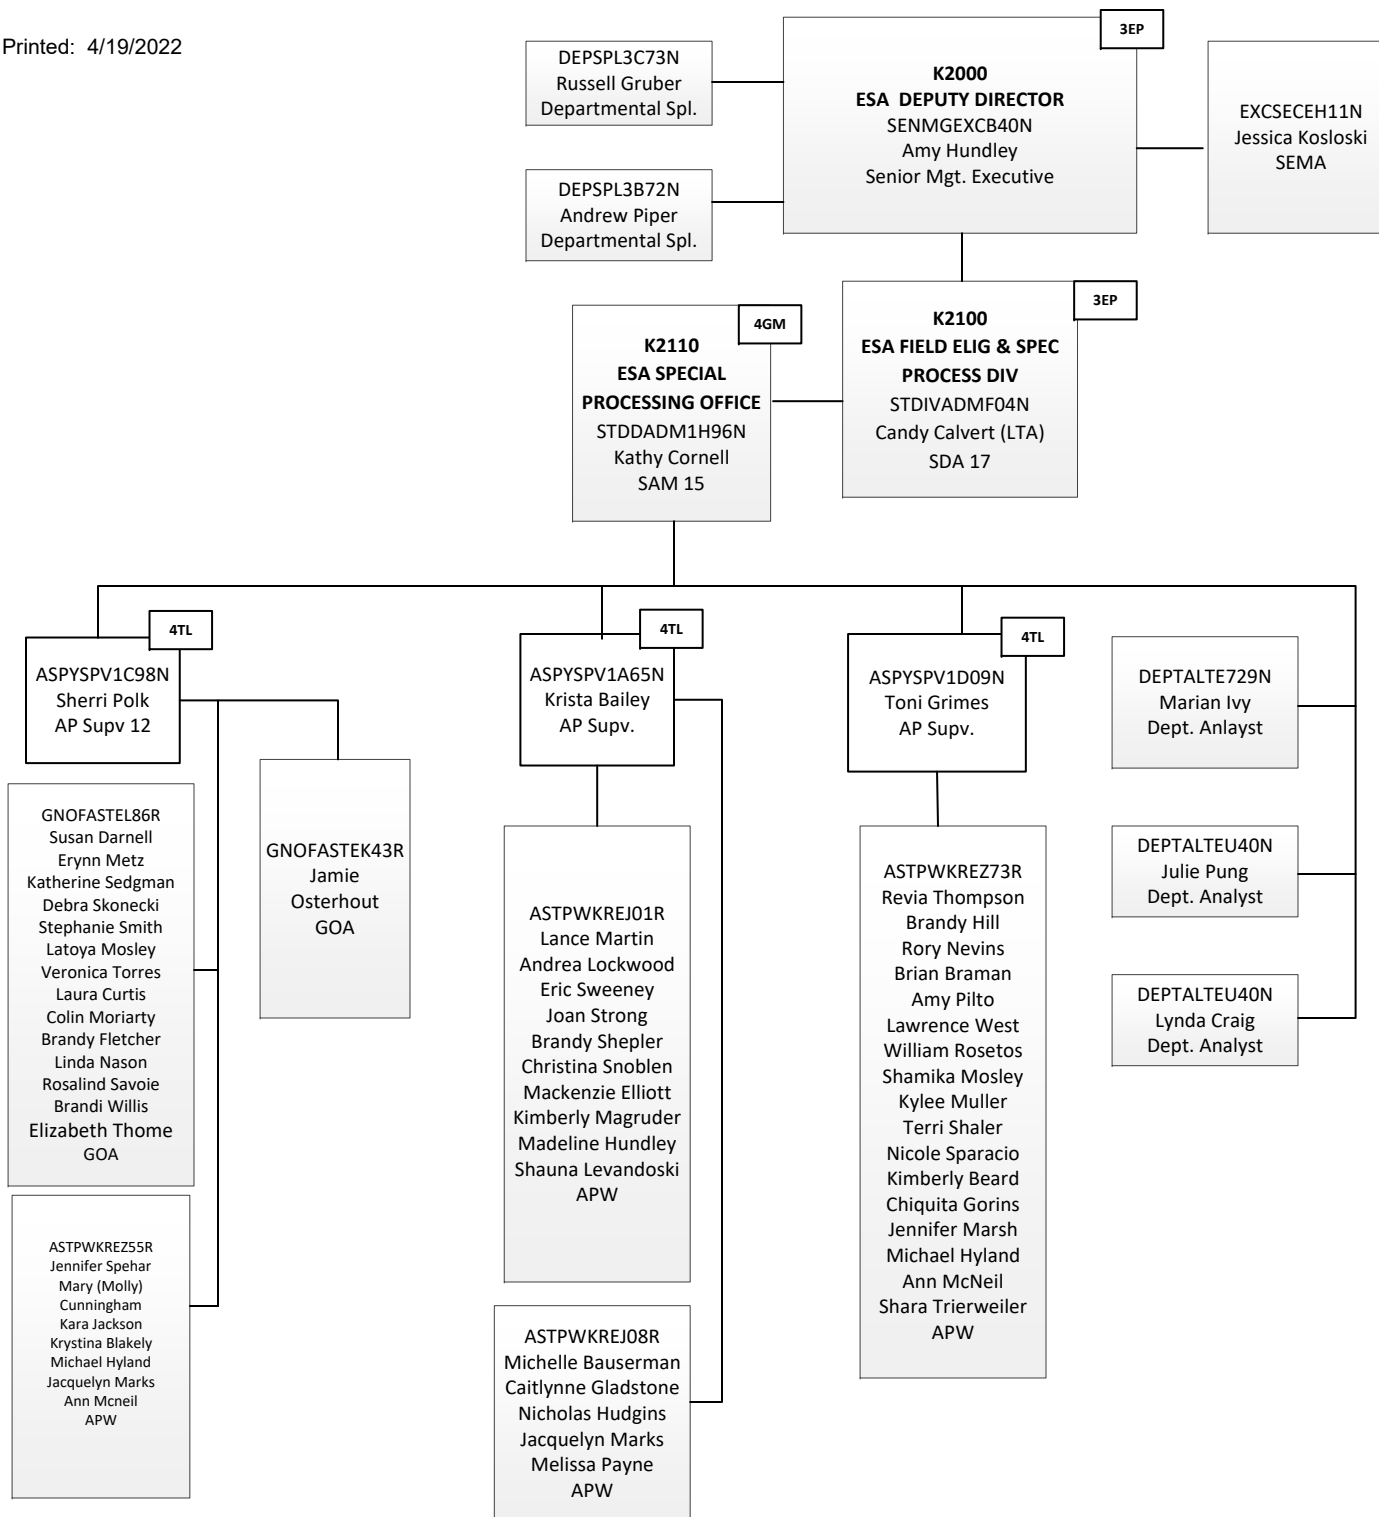 Printed: 4/19/2022
DEPSPL3C73N
Russell Gruber
Departmental Spl.
DEPSPL3B72N
Andrew Piper
Departmental Spl.
3EP
K2000
ESA DEPUTY DIRECTOR
SENMGEXCB40N
Amy Hundley
Senior Mgt. Executive
EXCSECEH11N
Jessica Kosloski
SEMA
4GM
K2110
ESA SPECIAL
PROCESSING OFFICE
STDDADM1H96N
Kathy Cornell
SAM 15
3EP
K2100
ESA FIELD ELIG & SPEC
PROCESS DIV
STDIVADMF04N
Candy Calvert (LTA)
SDA 17
4TL
ASPYSPV1C98N
Sherri Polk
AP Supv 12
GNOFASTEL86R
Susan Darnell
Erynn Metz
Katherine Sedgman
Debra Skonecki
Stephanie Smith
Latoya Mosley
Veronica Torres
Laura Curtis
Colin Moriarty
Brandy Fletcher
Linda Nason
Rosalind Savoie
Brandi Willis
Elizabeth Thome
GOA
GNOFASTEK43R
Jamie
Osterhout
GOA
ASTPWKREZ55R
Jennifer Spehar
Mary (Molly)
Cunningham
Kara Jackson
Krystina Blakely
Michael Hyland
Jacquelyn Marks
Ann Mcneil
APW
4TL
ASPYSPV1A65N
Krista Bailey
AP Supv.
ASTPWKREJ01R
Lance Martin
Andrea Lockwood
Eric Sweeney
Joan Strong
Brandy Shepler
Christina Snoblen
Mackenzie Elliott
Kimberly Magruder
Madeline Hundley
Shauna Levandoski
APW
ASTPWKREJ08R
Michelle Bauserman
Caitlynne Gladstone
Nicholas Hudgins
Jacquelyn Marks
Melissa Payne
APW
4TL
ASPYSPV1D09N
Toni Grimes
AP Supv.
ASTPWKREZ73R
Revia Thompson
Brandy Hill
Rory Nevins
Brian Braman
Amy Pilto
Lawrence West
William Rosetos
Shamika Mosley
Kylee Muller
Terri Shaler
Nicole Sparacio
Kimberly Beard
Chiquita Gorins
Jennifer Marsh
Michael Hyland
Ann McNeil
Shara Trierweiler
APW
DEPTALTE729N
Marian Ivy
Dept. Anlayst
DEPTALTEU40N
Julie Pung
Dept. Analyst
DEPTALTEU40N
Lynda Craig
Dept. Analyst